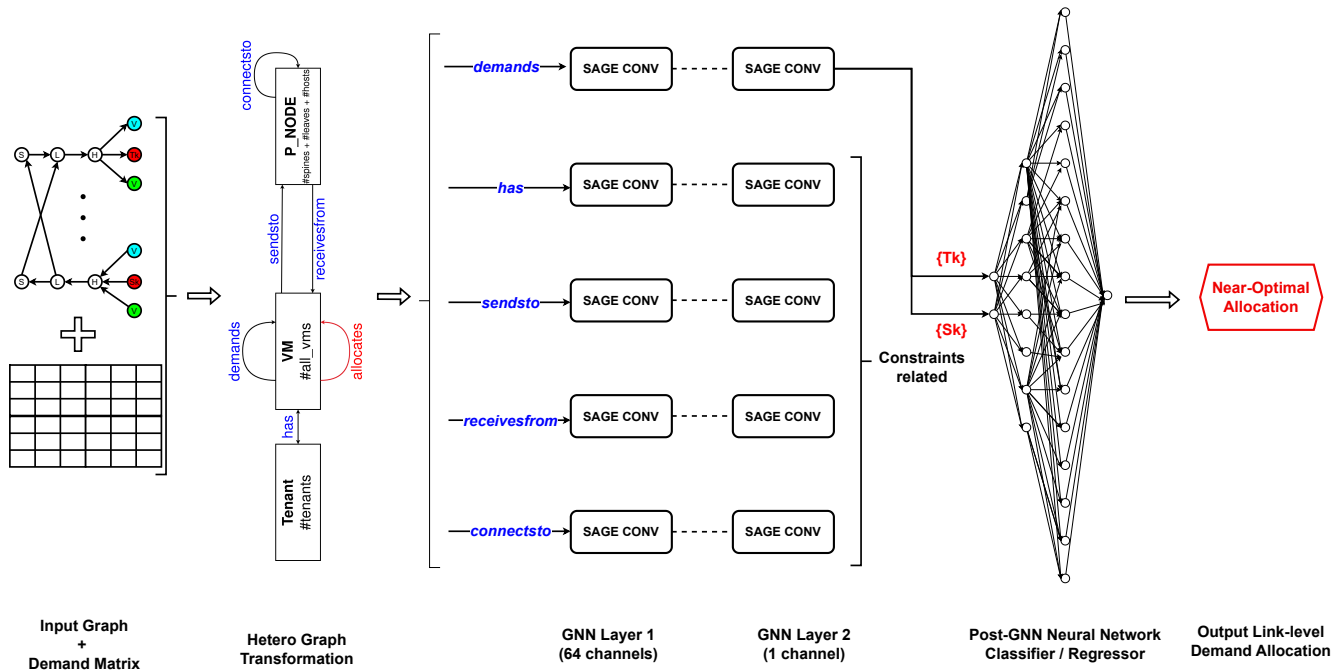 S
L
H
V
Tk
V
S
L
H
V
Sk
V
Input Graph
+
Demand Matrix
connectsto
P_NODE
#spines + #leaves + #hosts
sendsto
receivesfrom
demands
VM
#all_vms
allocates
has
Tenant
#tenants
Hetero Graph
Transformation
demands
SAGE CONV
SAGE CONV
has
SAGE CONV
SAGE CONV
sendsto
SAGE CONV
SAGE CONV
receivesfrom
SAGE CONV
SAGE CONV
connectsto
SAGE CONV
SAGE CONV
GNN Layer 1
(64 channels)
GNN Layer 2
(1 channel)
Constraints
related
{Tk}
{Sk}
Post-GNN Neural Network
Classifier / Regressor
Near-Optimal
Allocation
Output Link-level
Demand Allocation